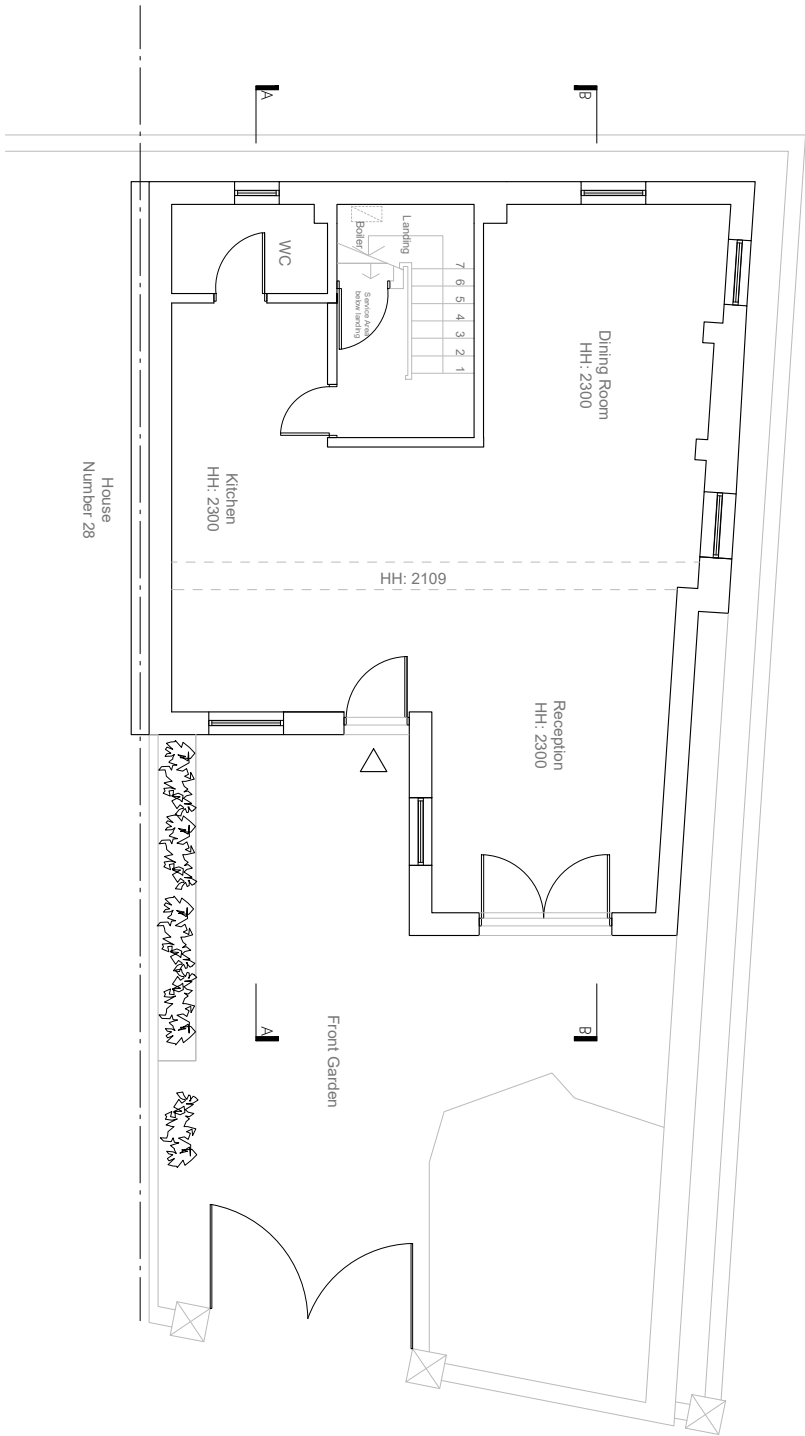 A
B
WC
Boiler
Landing
Service Area
below landing
7
6
5
4
3
2
1
Dining Room
HH: 2300
Kitchen
HH: 2300
House
Number 28
HH: 2109
Reception
HH: 2300
A
B
Front Garden